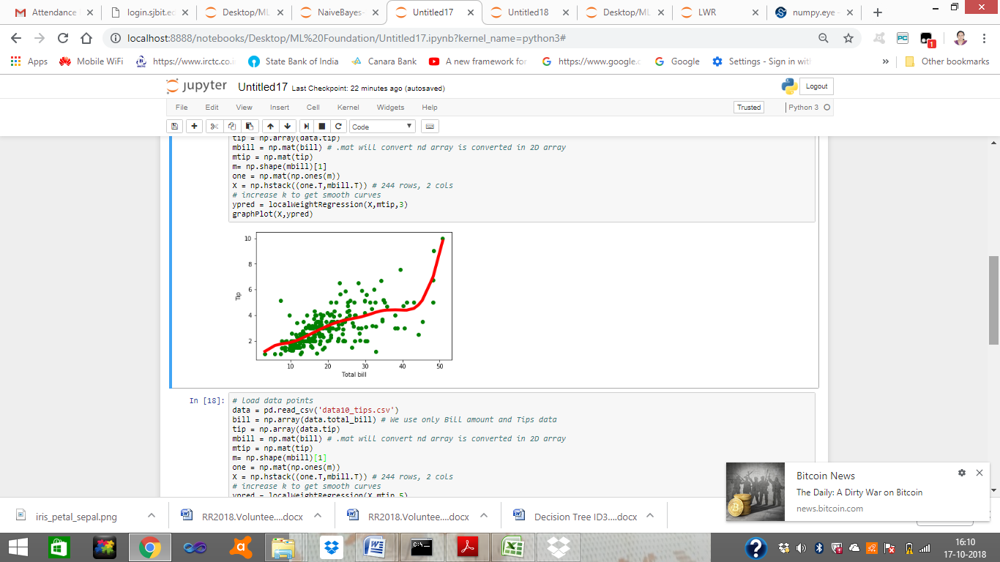 Attendance
login.sjbit.ec
Desktop/ML
NaiveBayes-
Untitled17
Untitled18
Desktop/ML
LWR
numpy.eye -
localhost:8888/notebooks/Desktop/ML%20Foundation/Untitled17.ipynb?kernel_name=python3#
PC
1
Apps
Mobile WiFi
https://www.irctc.co.i
State Bank of India
Canara Bank
A new framework for
https://www.google.c
Google
Settings - Sign in with
»
Other bookmarks
jupyter Untitled17 Last Checkpoint: 22 minutes ago (autosaved)
Logout
File Edit View Insert Cell Kernel Widgets Help
Trusted
Python 3
Code
tip = np.array(data.tip)
mbill = np.mat(bill) # .mat will convert nd array is converted in 2D array
mtip = np.mat(tip)
m= np.shape(mbill)[1]
one = np.mat(np.ones(m))
X = np.hstack((one.T,mbill.T)) # 244 rows, 2 cols
# increase k to get smooth curves
ypred = localWeightRegression(X,mtip,3)
graphPlot(X,ypred)
10
8
6
4
2
Tip
10 20 30 40 50
Total bill
In [18]:
# load data points
data = pd.read_csv('data10_tips.csv')
bill = np.array(data.total_bill) # We use only Bill amount and Tips data
tip = np.array(data.tip)
mbill = np.mat(bill) # .mat will convert nd array is converted in 2D array
mtip = np.mat(tip)
m= np.shape(mbill)[1]
one = np.mat(np.ones(m))
X = np.hstack((one.T,mbill.T)) # 244 rows, 2 cols
# increase k to get smooth curves
ypred = localWeightRegression(X,mtip,5)
Bitcoin News
The Daily: A Dirty War on Bitcoin
news.bitcoin.com
iris_petal_sepal.png
RR2018.Voluntee....docx
RR2018.Voluntee....docx
Decision Tree ID3....docx
16:10
17-10-2018